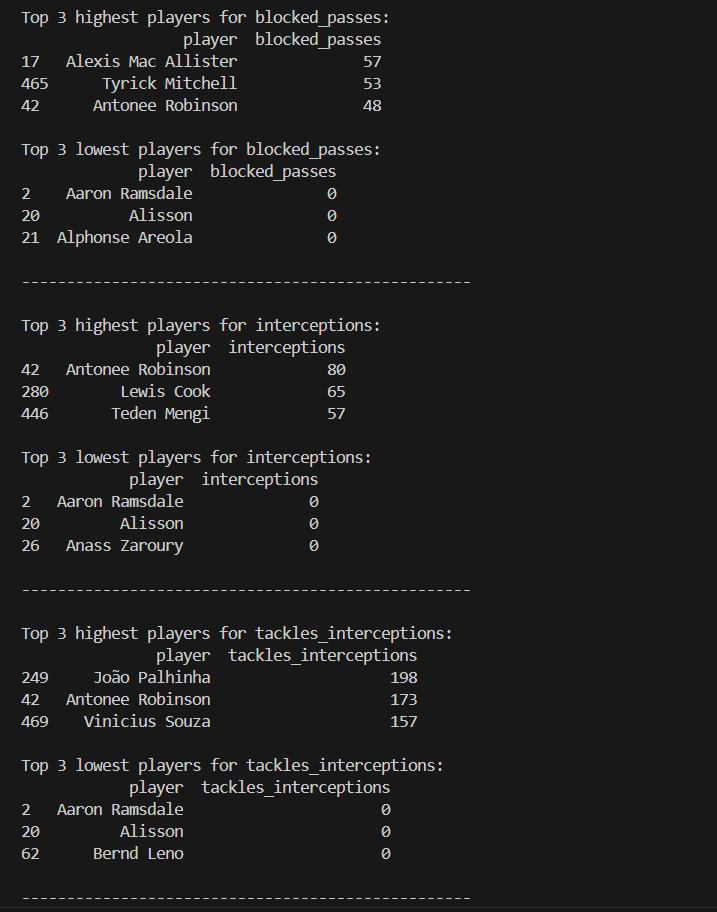 Top 3 highest players for blocked_passes:
                  player  blocked_passes
17   Alexis Mac Allister              57
465      Tyrick Mitchell              53
42      Antonee Robinson              48

Top 3 lowest players for blocked_passes:
                player  blocked_passes
2    Aaron Ramsdale               0
20          Alisson               0
21  Alphonse Areola               0

--------------------------------------------------

Top 3 highest players for interceptions:
               player  interceptions
42   Antonee Robinson             80
280        Lewis Cook             65
446       Teden Mengi             57

Top 3 lowest players for interceptions:
            player  interceptions
2   Aaron Ramsdale              0
20         Alisson              0
26   Anass Zaroury              0

--------------------------------------------------

Top 3 highest players for tackles_interceptions:
               player  tackles_interceptions
249     João Palhinha                    198
42   Antonee Robinson                    173
469    Vinicius Souza                    157

Top 3 lowest players for tackles_interceptions:
            player  tackles_interceptions
2   Aaron Ramsdale                      0
20         Alisson                      0
62      Bernd Leno                      0

--------------------------------------------------